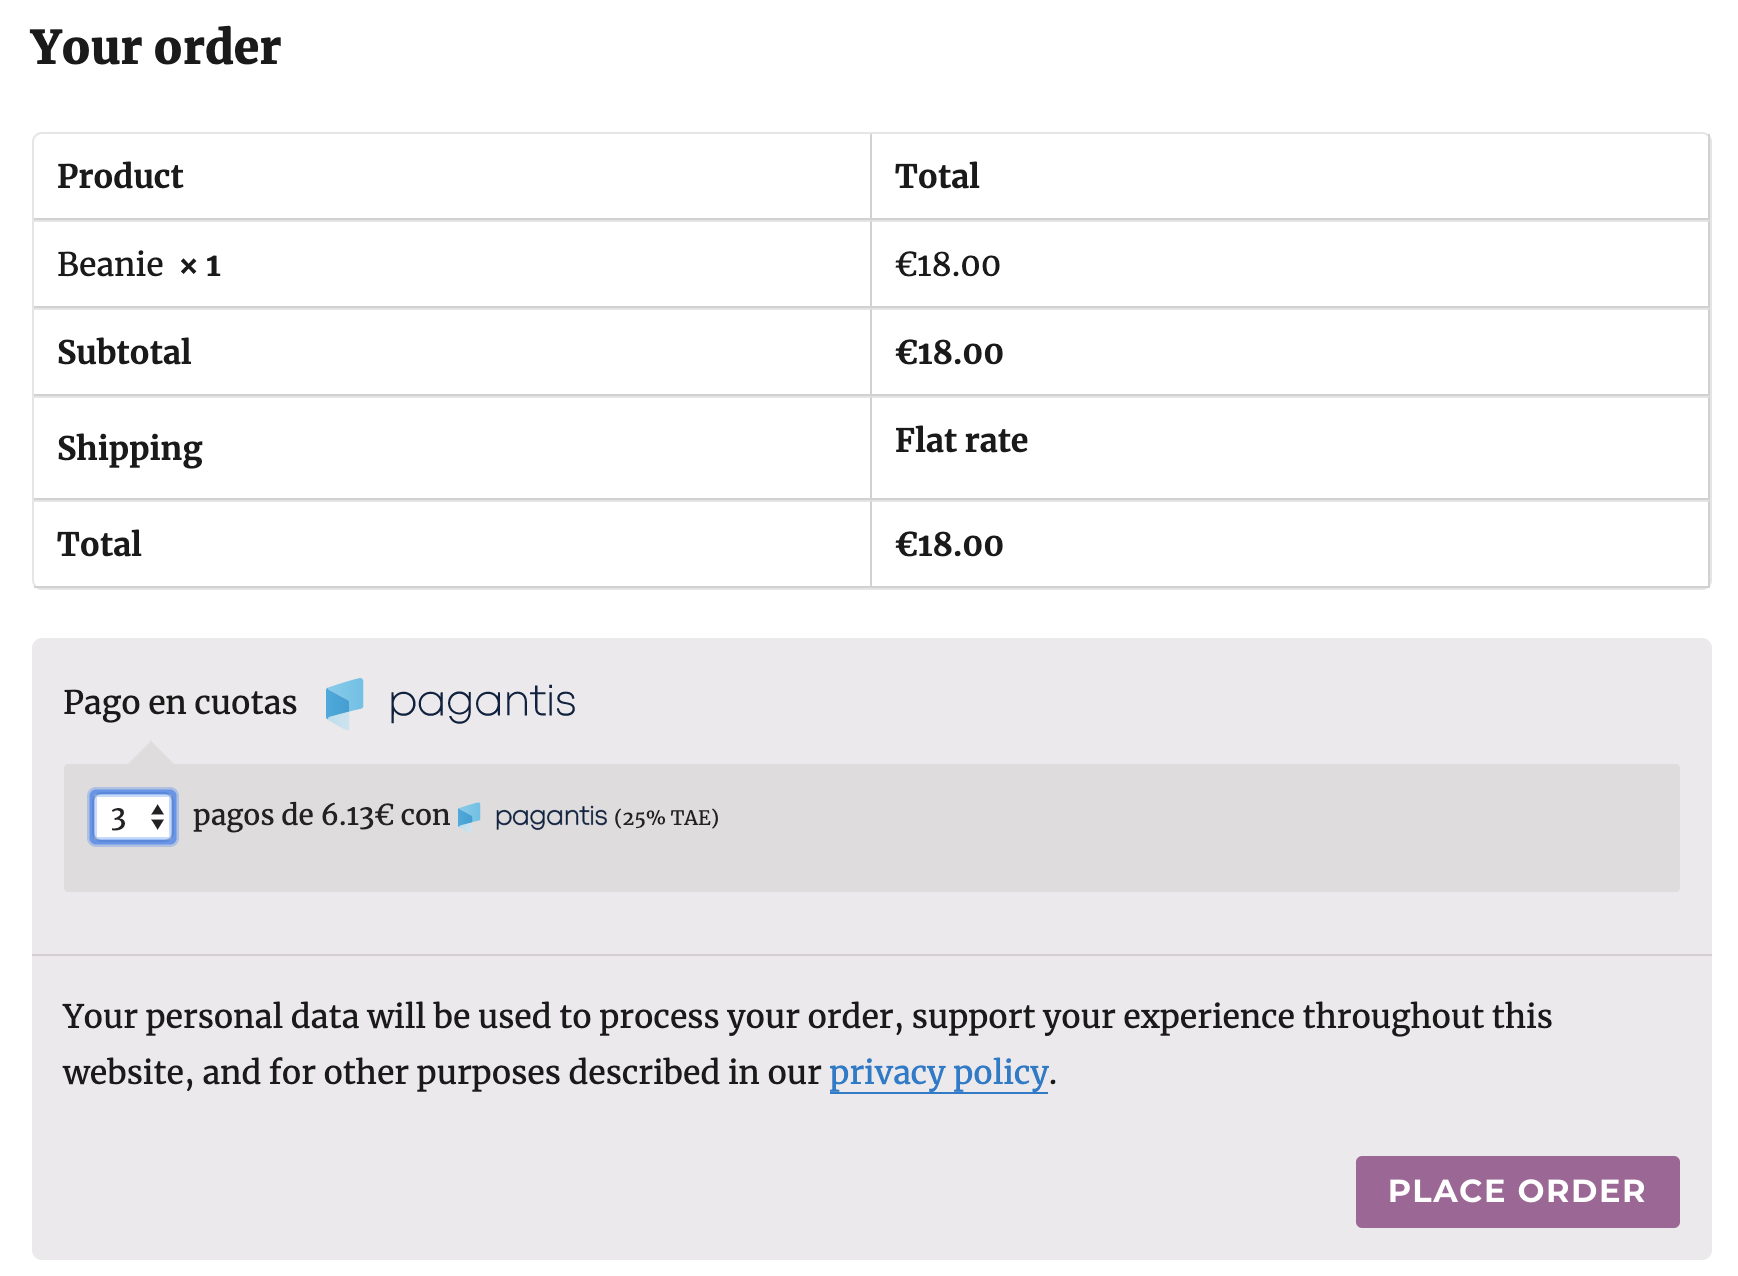 Your order
Product Total
Beanie × 1 €18.00
Subtotal €18.00
Shipping Flat rate
Total €18.00
Pago en cuotas pagantis
3 pagos de 6.13€ con pagantis (25% TAE)
Your personal data will be used to process your order, support your experience throughout this
website, and for other purposes described in our privacy policy.
PLACE ORDER